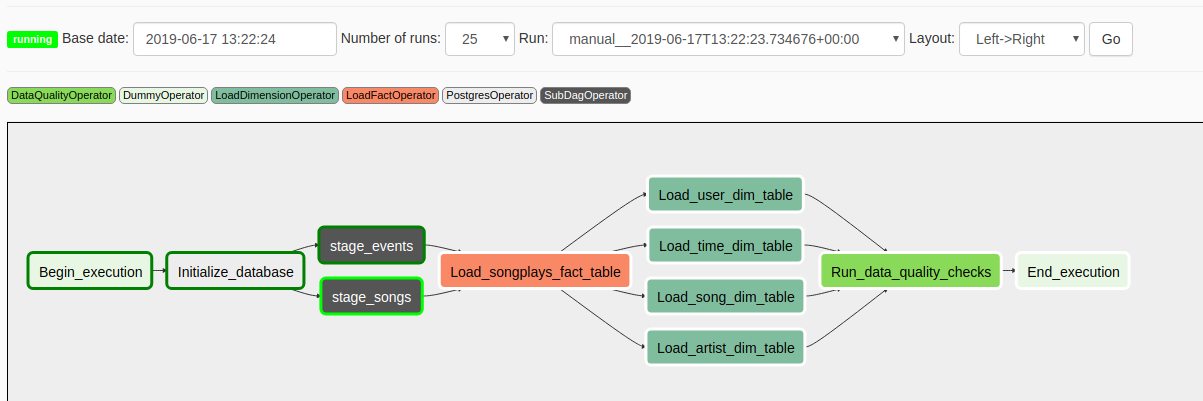 running Base date: 2019-06-17 13:22:24 Number of runs: 25 Run: manual__2019-06-17T13:22:23.734676+00:00 Layout: Left->Right Go
DataQualityOperator DummyOperator LoadDimensionOperator LoadFactOperator PostgresOperator SubDagOperator
Begin_execution
Initialize_database
stage_events
stage_songs
Load_songplays_fact_table
Load_user_dim_table
Load_time_dim_table
Load_song_dim_table
Load_artist_dim_table
Run_data_quality_checks
End_execution